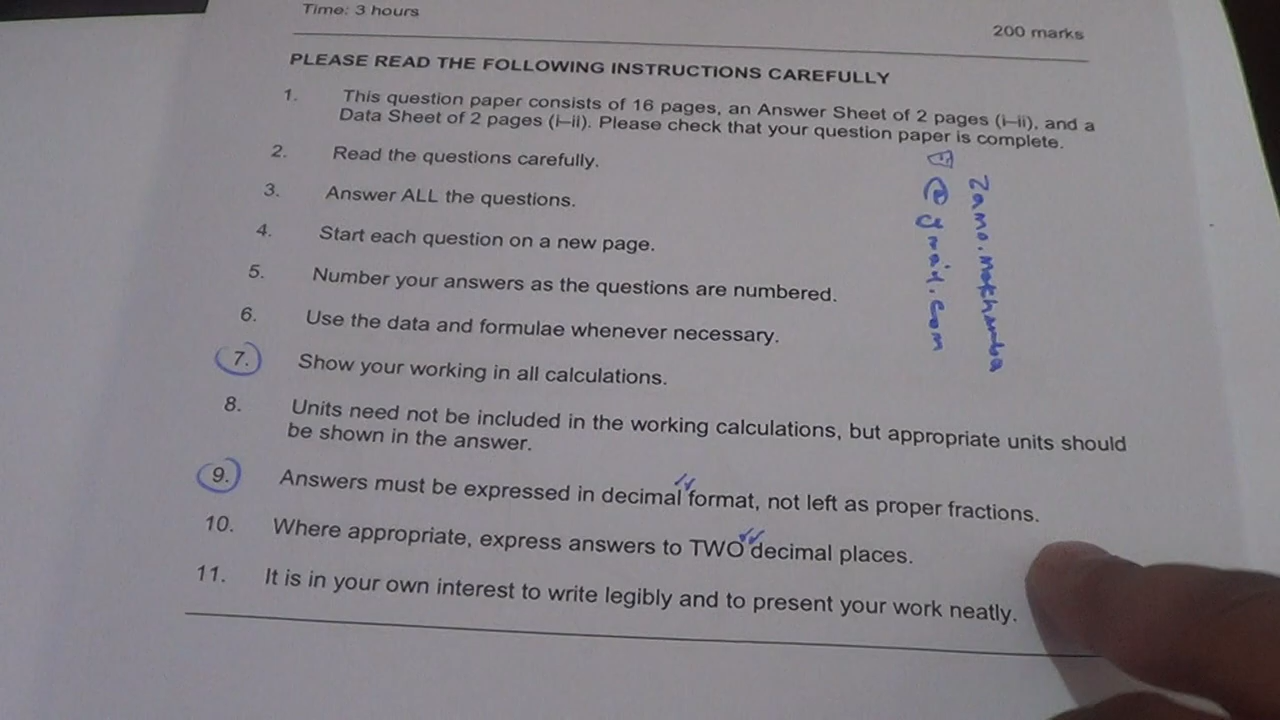 Time: 3 hours
200 marks
PLEASE READ THE FOLLOWING INSTRUCTIONS CAREFULLY
1. This question paper consists of 16 pages, an Answer Sheet of 2 pages (i–ii), and a
Data Sheet of 2 pages (i–ii). Please check that your question paper is complete.
2. Read the questions carefully.
3. Answer ALL the questions.
4. Start each question on a new page.
5. Number your answers as the questions are numbered.
6. Use the data and formulae whenever necessary.
7. Show your working in all calculations.
8. Units need not be included in the working calculations, but appropriate units should
be shown in the answer.
9. Answers must be expressed in decimal format, not left as proper fractions.
10. Where appropriate, express answers to TWO decimal places.
11. It is in your own interest to write legibly and to present your work neatly.
@gmail.com